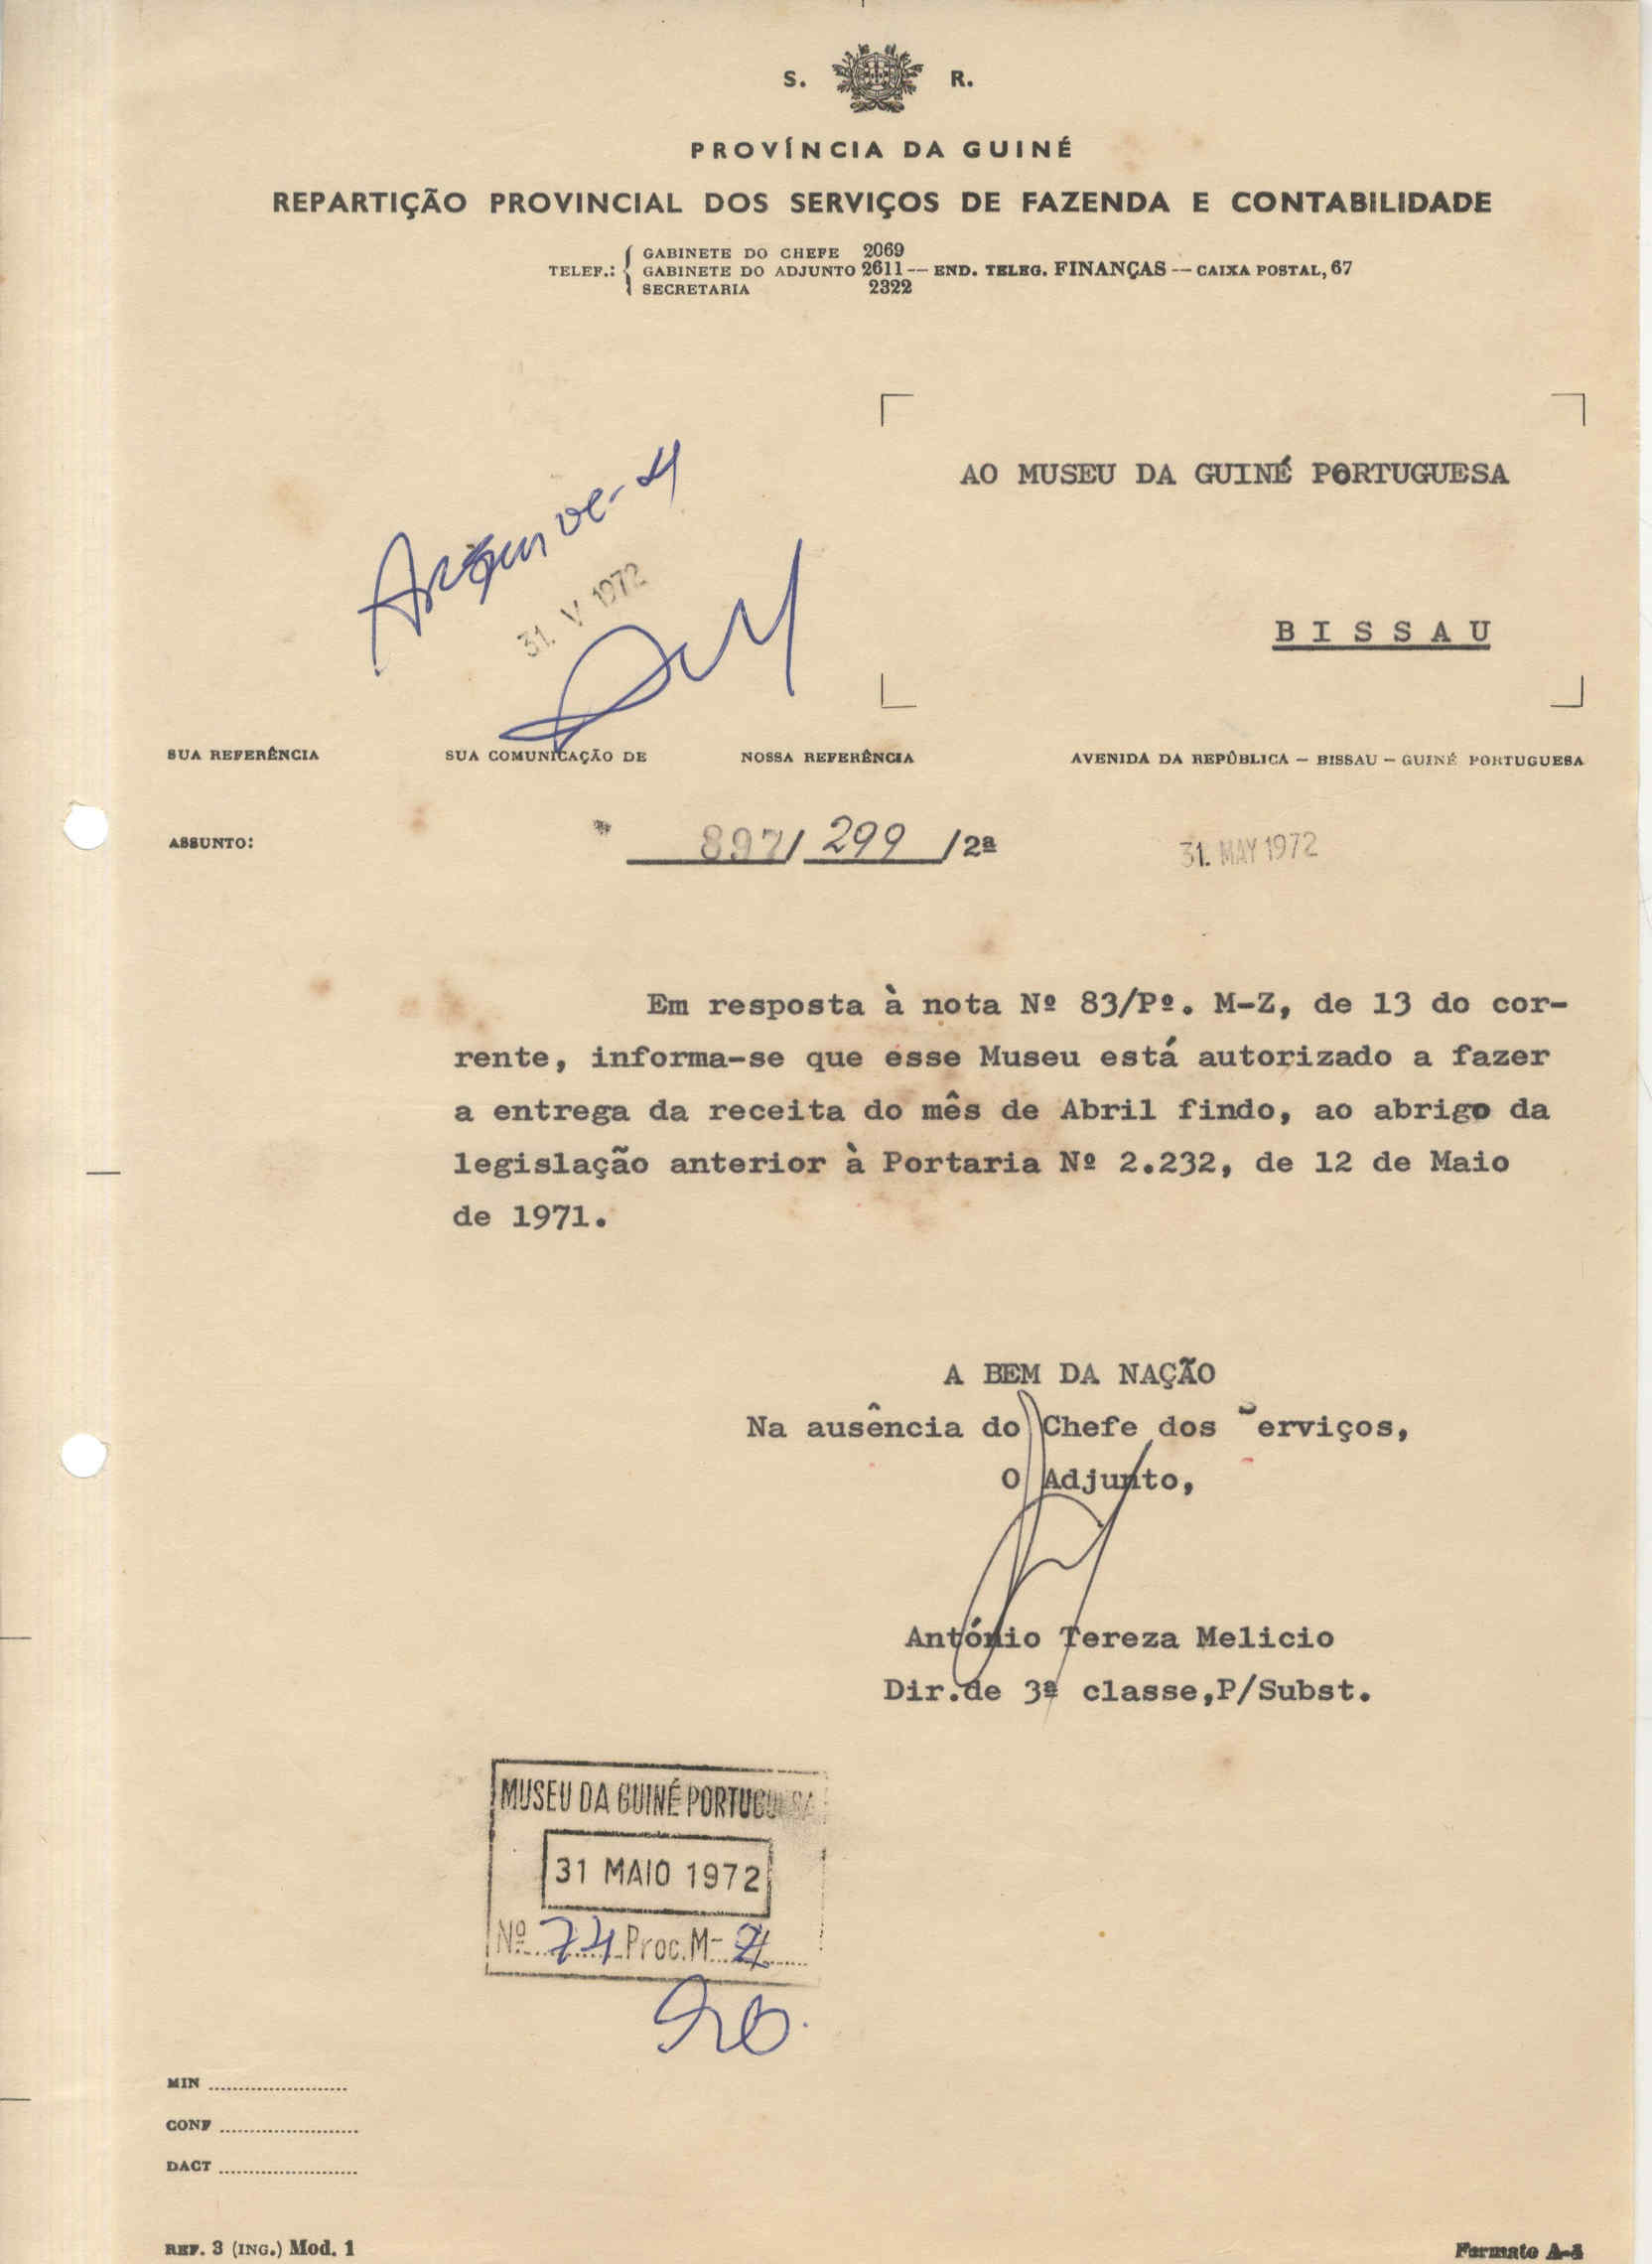 S. R.
PROVÍNCIA DA GUINÉ
REPARTIÇÃO PROVINCIAL DOS SERVIÇOS DE FAZENDA E CONTABILIDADE
GABINETE DO CHEFE 2069
TELEF.: GABINETE DO ADJUNTO 2611 -- END. TELEG. FINANÇAS -- CAIXA POSTAL, 67
SECRETARIA 2322
AO MUSEU DA GUINÉ PORTUGUESA
Arquive-se
31. V 1972
BISSAU
SUA REFERÊNCIA SUA COMUNICAÇÃO DE NOSSA REFERÊNCIA AVENIDA DA REPÚBLICA – BISSAU – GUINÉ PORTUGUESA
ASSUNTO: 897/ 299 /2ª 31. MAY 1972
Em resposta à nota Nº 83/Pº. M-Z, de 13 do cor-
rente, informa-se que esse Museu está autorizado a fazer
a entrega da receita do mês de Abril findo, ao abrigo da
legislação anterior à Portaria Nº 2.232, de 12 de Maio
de 1971.
A BEM DA NAÇÃO
Na ausência do Chefe dos Serviços,
O Adjunto,
António Tereza Melicio
Dir.de 3ª classe,P/Subst.
MUSEU DA GUINÉ PORTUGUESA
31 MAIO 1972
Nº 74 Proc. M- Z
MIN
CONF
DACT
REF. 3 (ING.) Mod. 1 Formato A-4